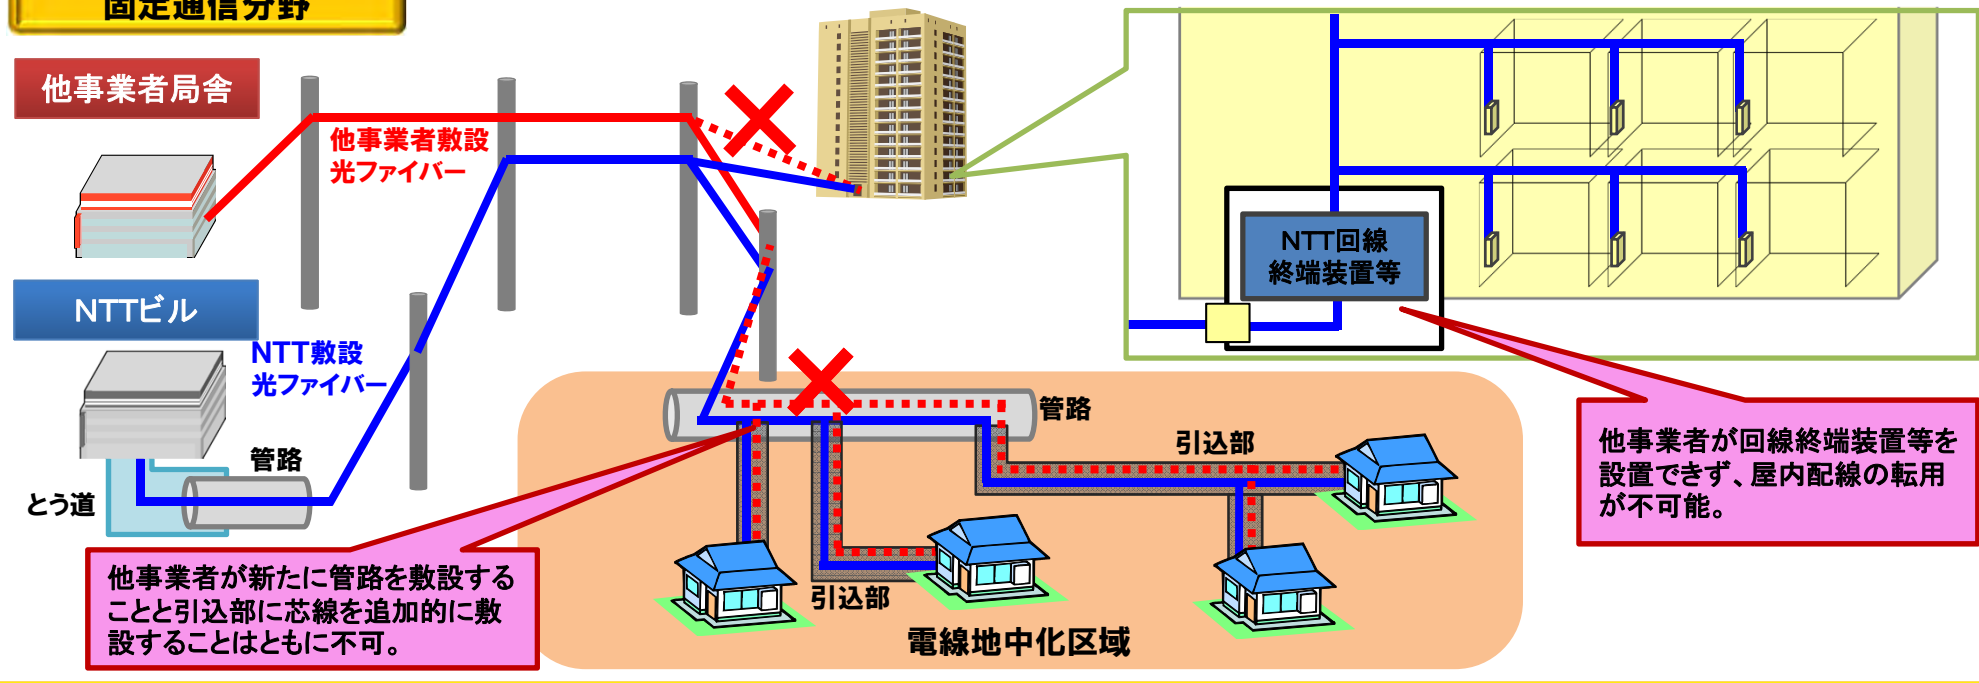 固定通信分野
他事業者局舎
他事業者敷設
光ファイバー
NTTビル
NTT敷設
光ファイバー
管路
とう道
NTT回線
終端装置等
管路
引込部
引込部
電線地中化区域
他事業者が新たに管路を敷設する
ことと引込部に芯線を追加的に敷
設することはともに不可。
他事業者が回線終端装置等を
設置できず、屋内配線の転用
が不可能。